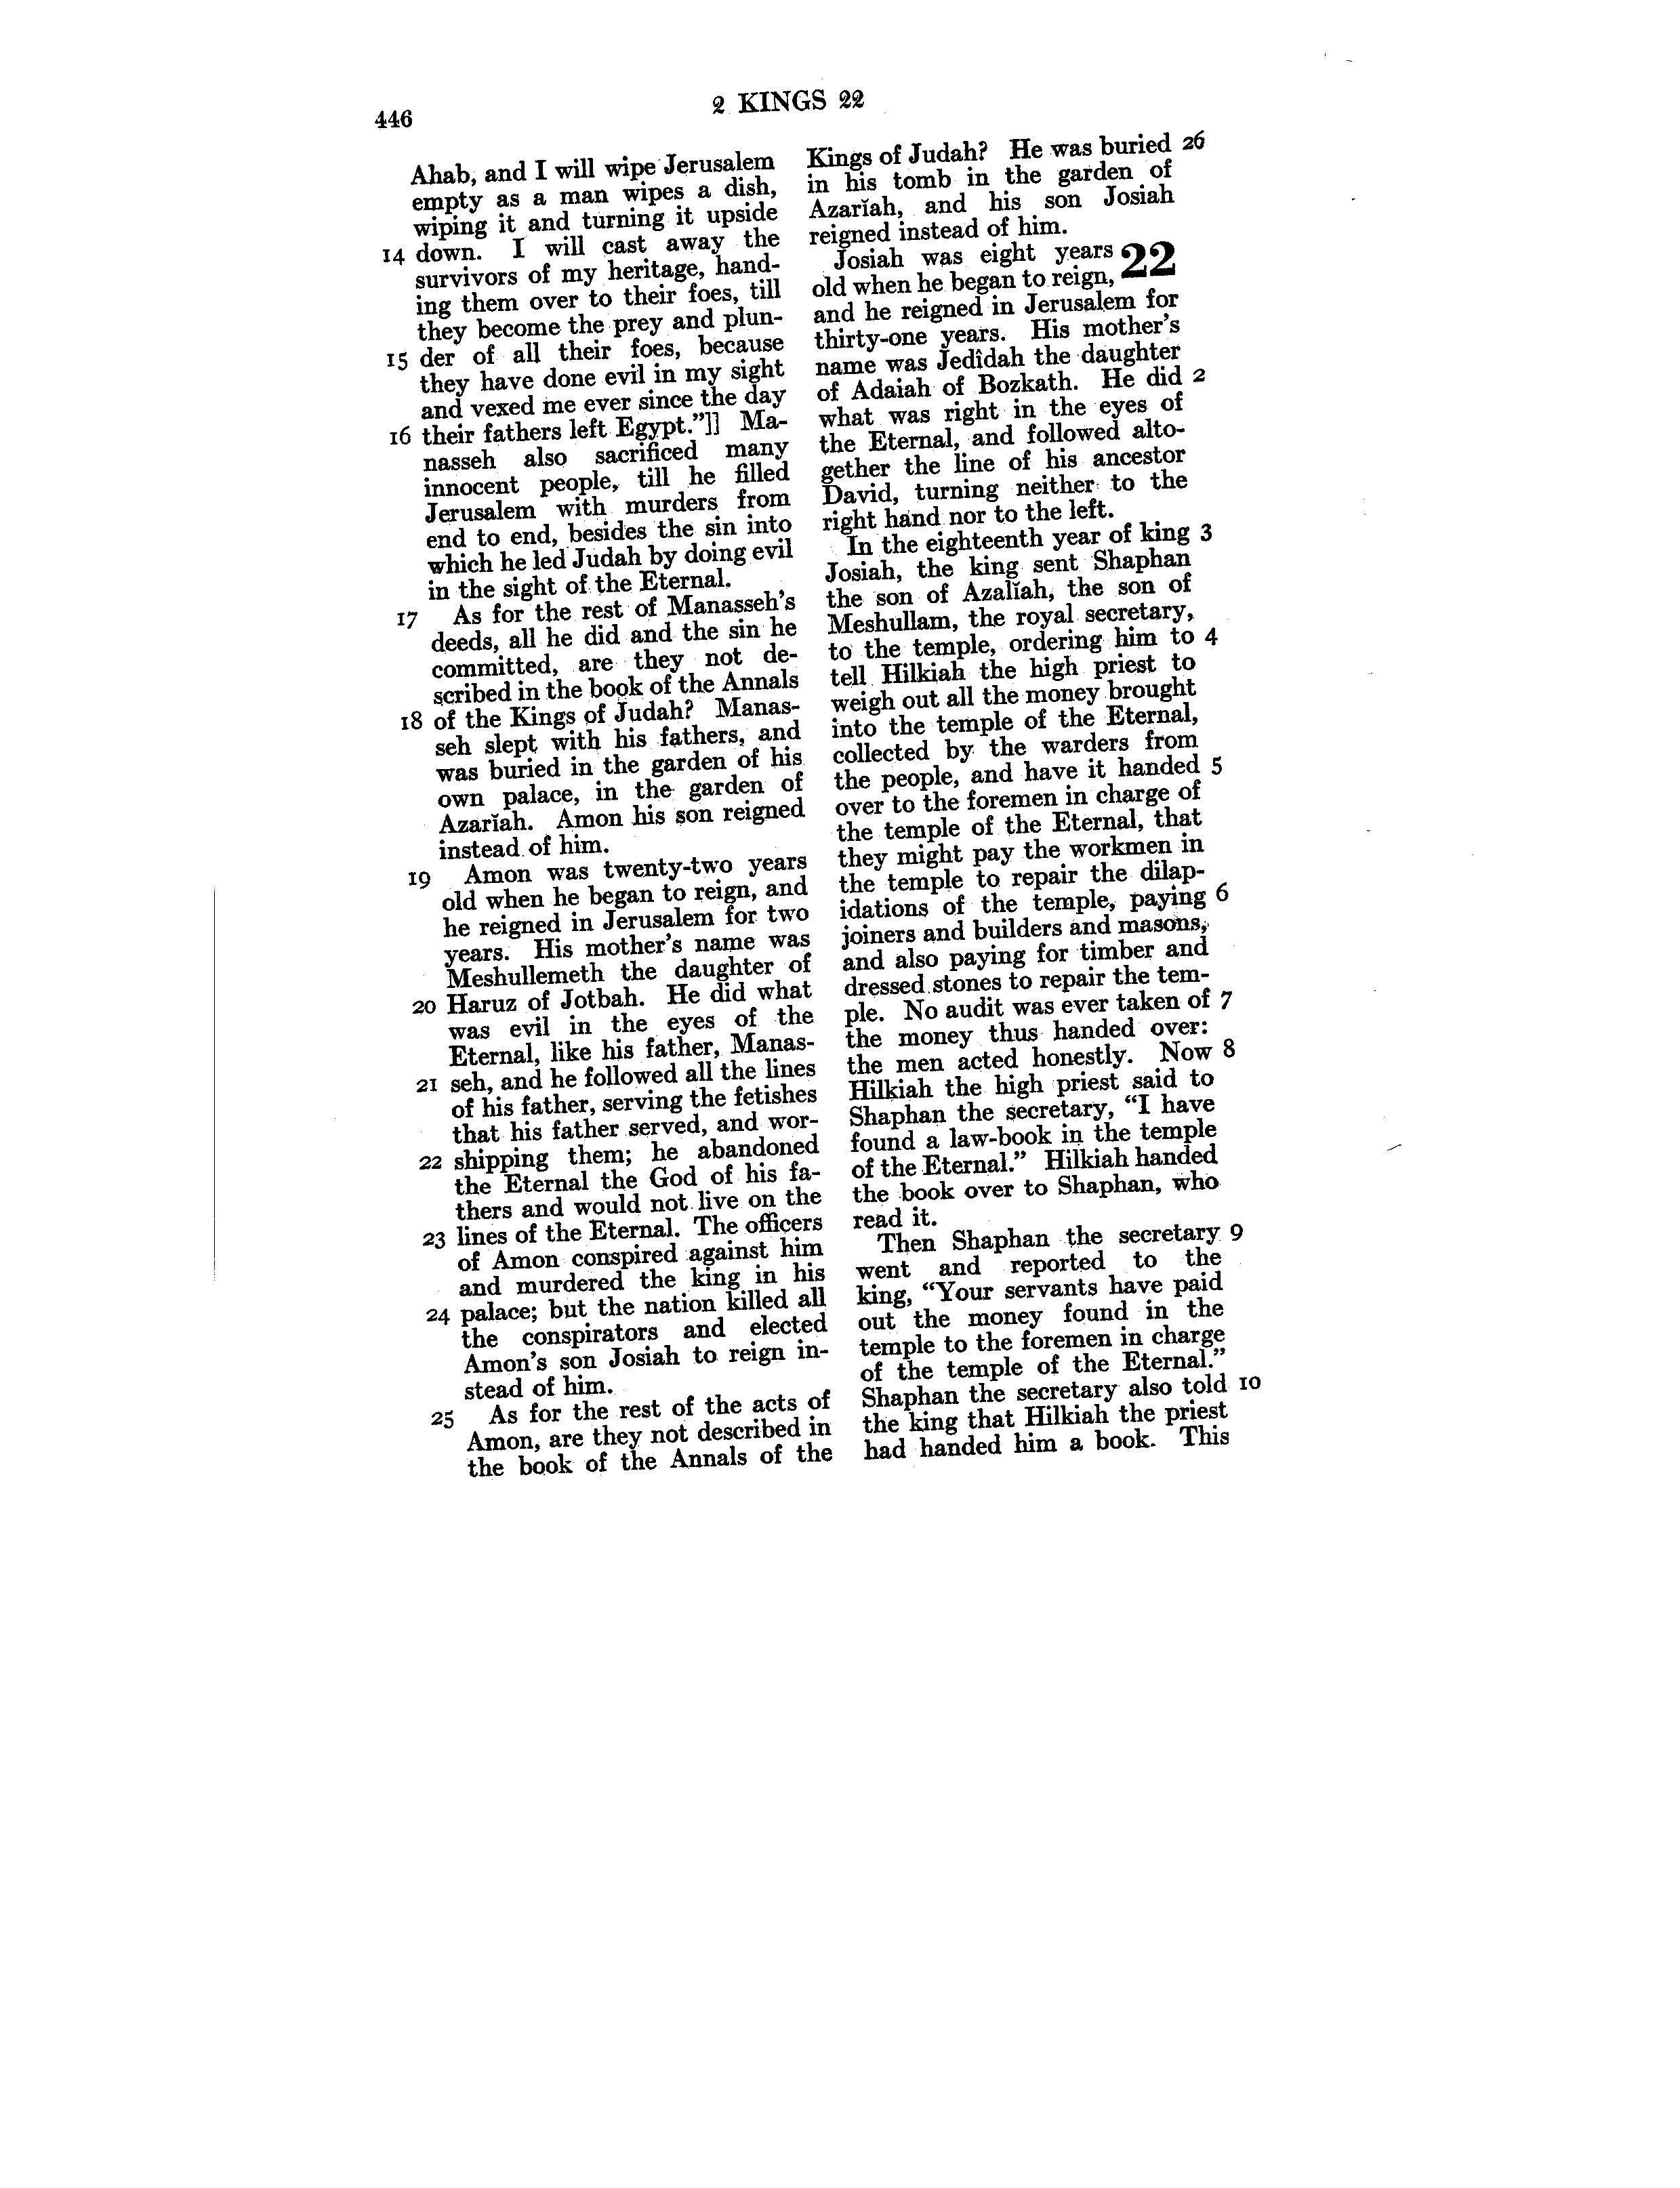 446
2 KINGS 22
Ahab, and I will wipe Jerusalem
empty as a man wipes a dish,
wiping it and turning it upside
14 down. I will cast away the
survivors of my heritage, hand-
ing them over to their foes, till
they become the prey and plun-
15 der of all their foes, because
they have done evil in my sight
and vexed me ever since the day
16 their fathers left Egypt."]] Ma-
nasseh also sacrificed many
innocent people, till he filled
Jerusalem with murders from
end to end, besides the sin into
which he led Judah by doing evil
in the sight of the Eternal.
17 As for the rest of Manasseh's
deeds, all he did and the sin he
committed, are they not de-
scribed in the book of the Annals
18 of the Kings of Judah? Manas-
seh slept with his fathers, and
was buried in the garden of his
own palace, in the garden of
Azarĭah. Amon his son reigned
instead of him.
19 Amon was twenty-two years
old when he began to reign, and
he reigned in Jerusalem for two
years. His mother's name was
Meshullemeth the daughter of
20 Haruz of Jotbah. He did what
was evil in the eyes of the
Eternal, like his father, Manas-
21 seh, and he followed all the lines
of his father, serving the fetishes
that his father served, and wor-
22 shipping them; he abandoned
the Eternal the God of his fa-
thers and would not live on the
23 lines of the Eternal. The officers
of Amon conspired against him
and murdered the king in his
24 palace; but the nation killed all
the conspirators and elected
Amon's son Josiah to reign in-
stead of him.
25 As for the rest of the acts of
Amon, are they not described in
the book of the Annals of the
Kings of Judah? He was buried 26
in his tomb in the garden of
Azarĭah, and his son Josiah
reigned instead of him.
Josiah was eight years 22
old when he began to reign,
and he reigned in Jerusalem for
thirty-one years. His mother's
name was Jedîdah the daughter
of Adaiah of Bozkath. He did 2
what was right in the eyes of
the Eternal, and followed alto-
gether the line of his ancestor
David, turning neither to the
right hand nor to the left.
In the eighteenth year of king 3
Josiah, the king sent Shaphan
the son of Azalĭah, the son of
Meshullam, the royal secretary,
to the temple, ordering him to 4
tell Hilkiah the high priest to
weigh out all the money brought
into the temple of the Eternal,
collected by the warders from
the people, and have it handed 5
over to the foremen in charge of
the temple of the Eternal, that
they might pay the workmen in
the temple to repair the dilap-
idations of the temple, paying 6
joiners and builders and masons,
and also paying for timber and
dressed stones to repair the tem-
ple. No audit was ever taken of 7
the money thus handed over:
the men acted honestly. Now 8
Hilkiah the high priest said to
Shaphan the secretary, "I have
found a law-book in the temple
of the Eternal." Hilkiah handed
the book over to Shaphan, who
read it.
Then Shaphan the secretary 9
went and reported to the
king, "Your servants have paid
out the money found in the
temple to the foremen in charge
of the temple of the Eternal."
Shaphan the secretary also told 10
the king that Hilkiah the priest
had handed him a book. This